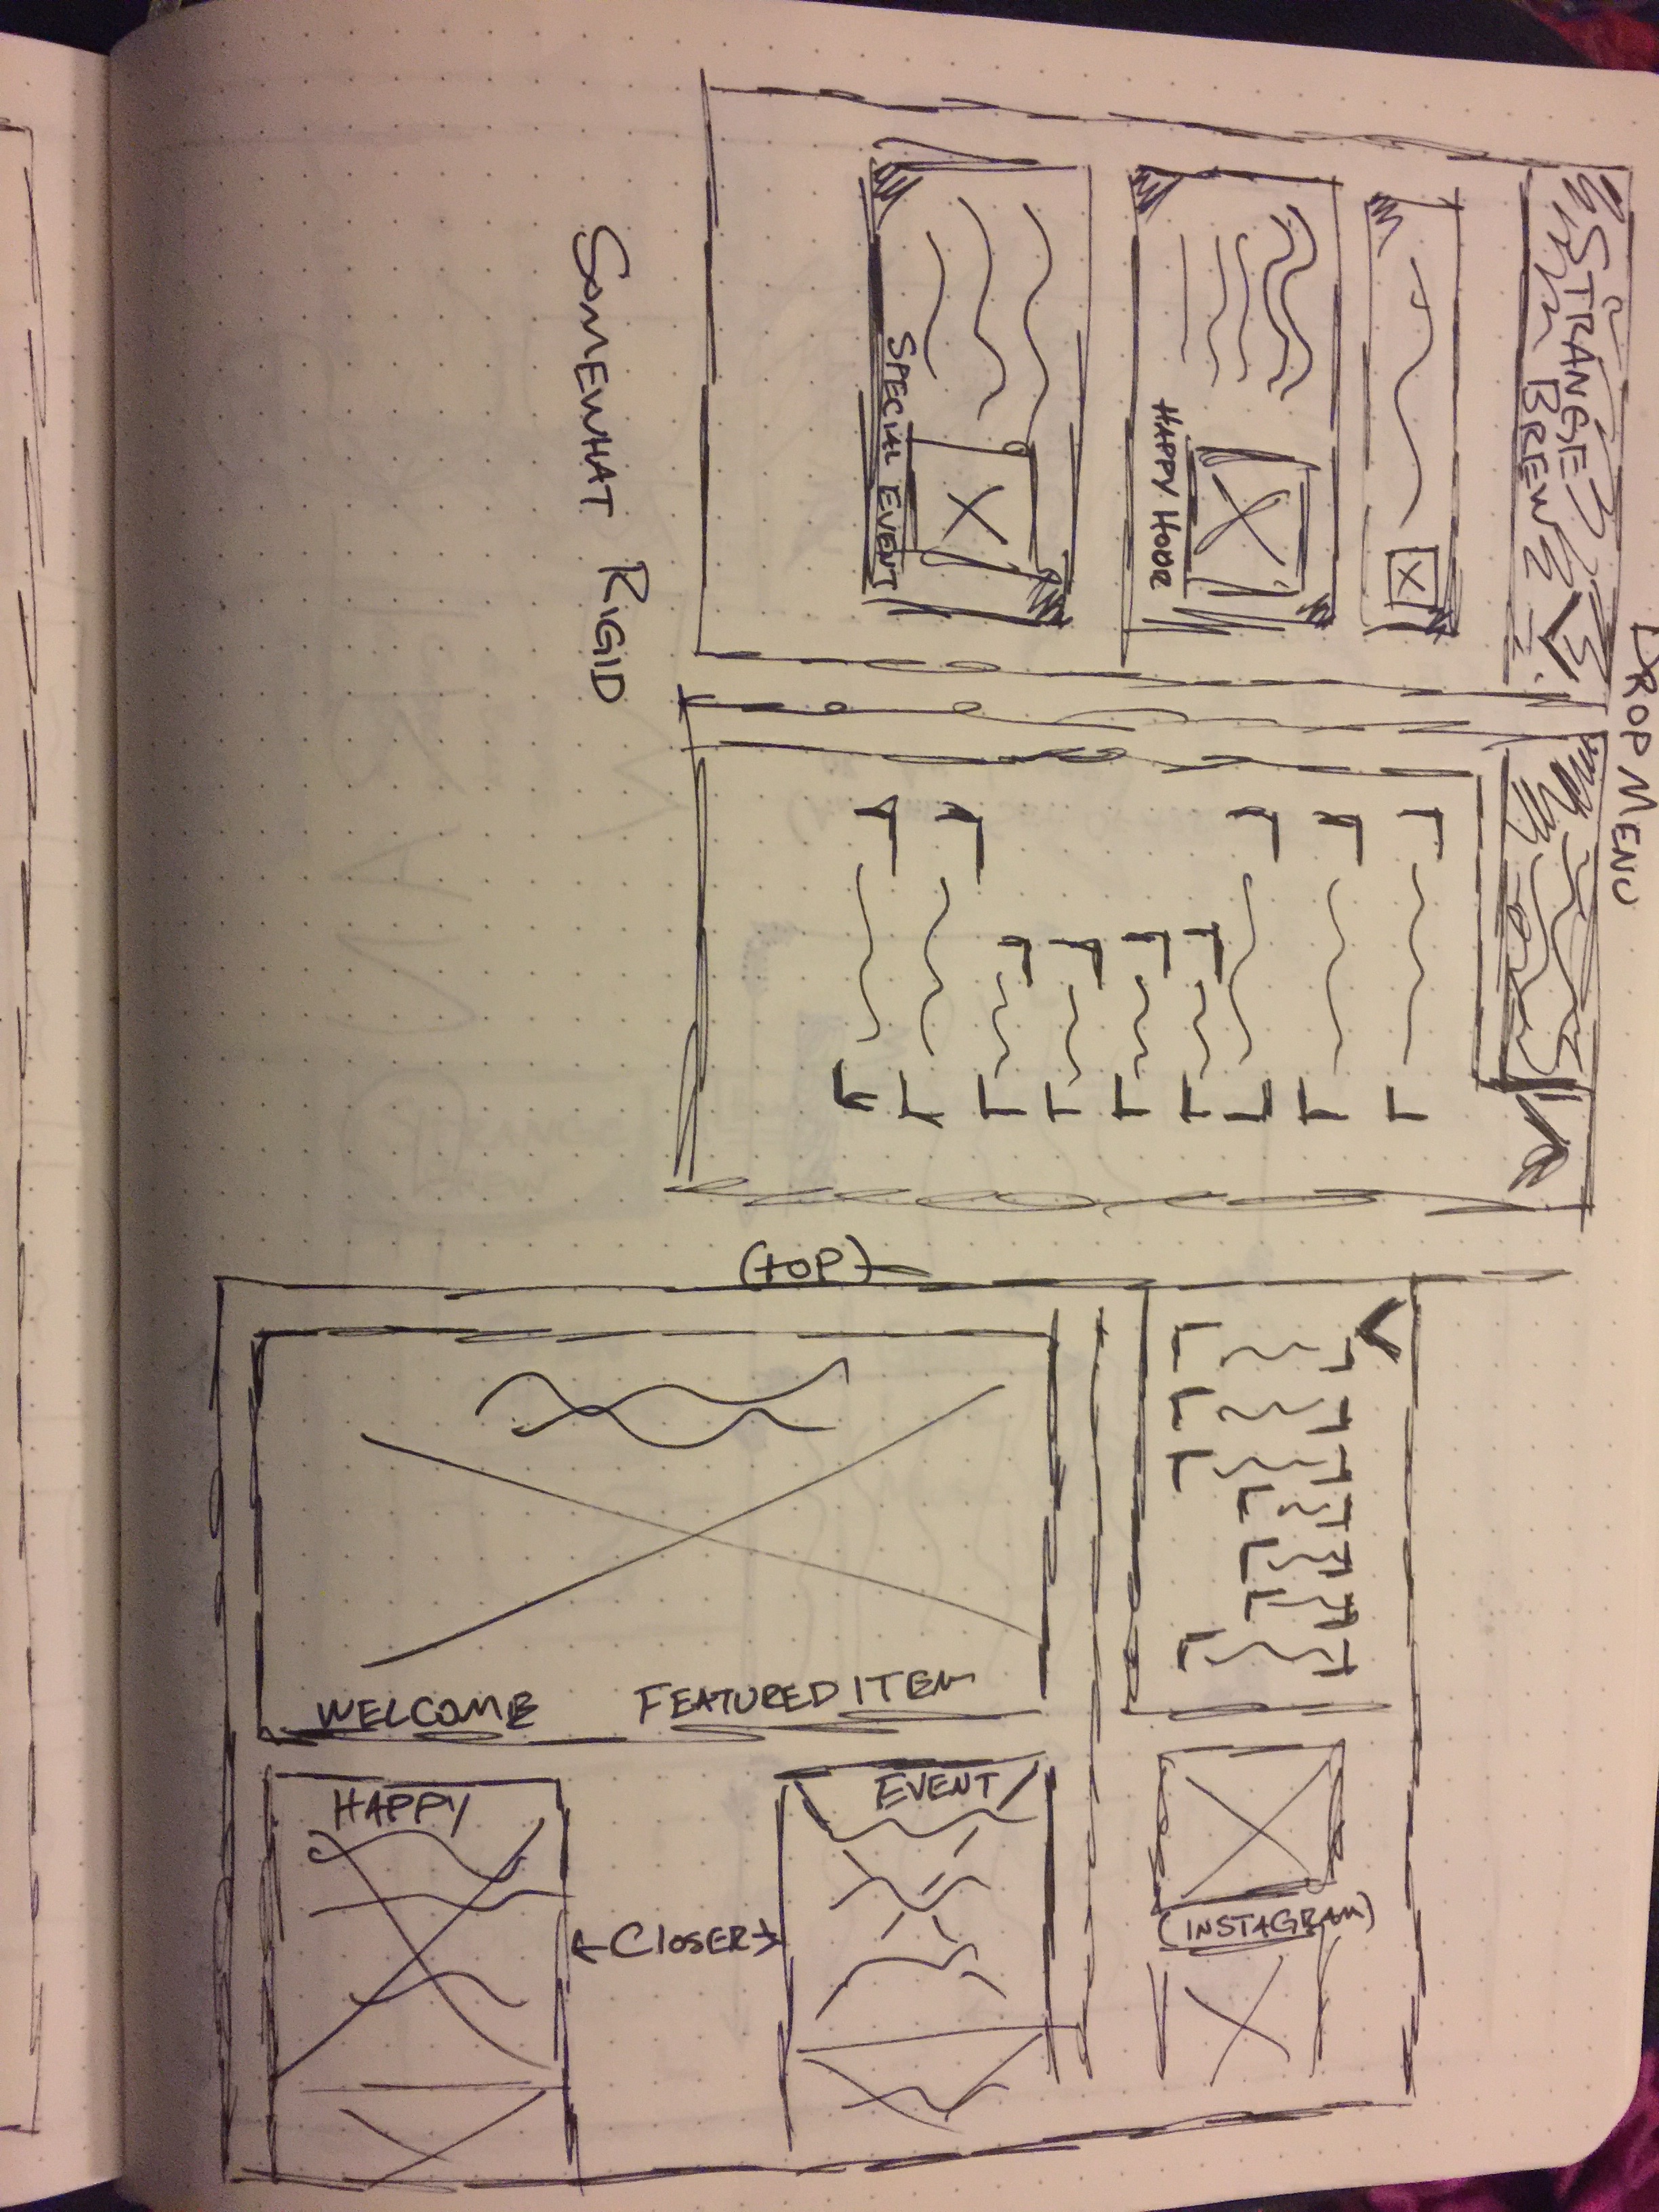 DROP MENU
STRANGE
BREW
HAPPY HOUR
SPECIAL EVENT
SOMEWHAT RIGID
(TOP)
WELCOME FEATURED ITEM
HAPPY
EVENT
CLOSER
(INSTAGRAM)